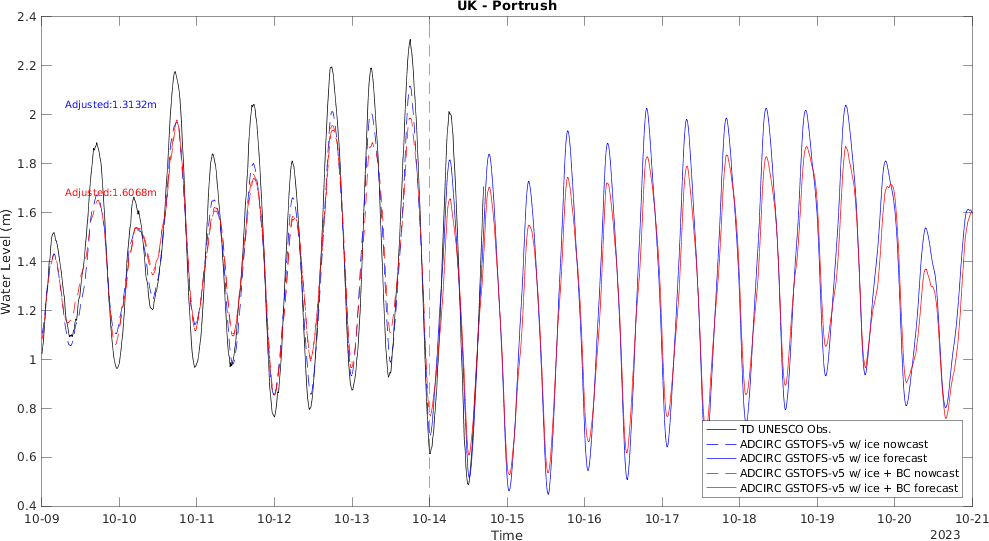 UK - Portrush
2.4
2.2
2
1.8
1.6
1.4
1.2
1
0.8
0.6
0.4
Water Level (m)
Adjusted:1.3132m
Adjusted:1.6068m
TD UNESCO Obs.
ADCIRC GSTOFS-v5 w/ ice nowcast
ADCIRC GSTOFS-v5 w/ ice forecast
ADCIRC GSTOFS-v5 w/ ice + BC nowcast
ADCIRC GSTOFS-v5 w/ ice + BC forecast
10-09 10-10 10-11 10-12 10-13 10-14 10-15 10-16 10-17 10-18 10-19 10-20 10-21
Time
2023